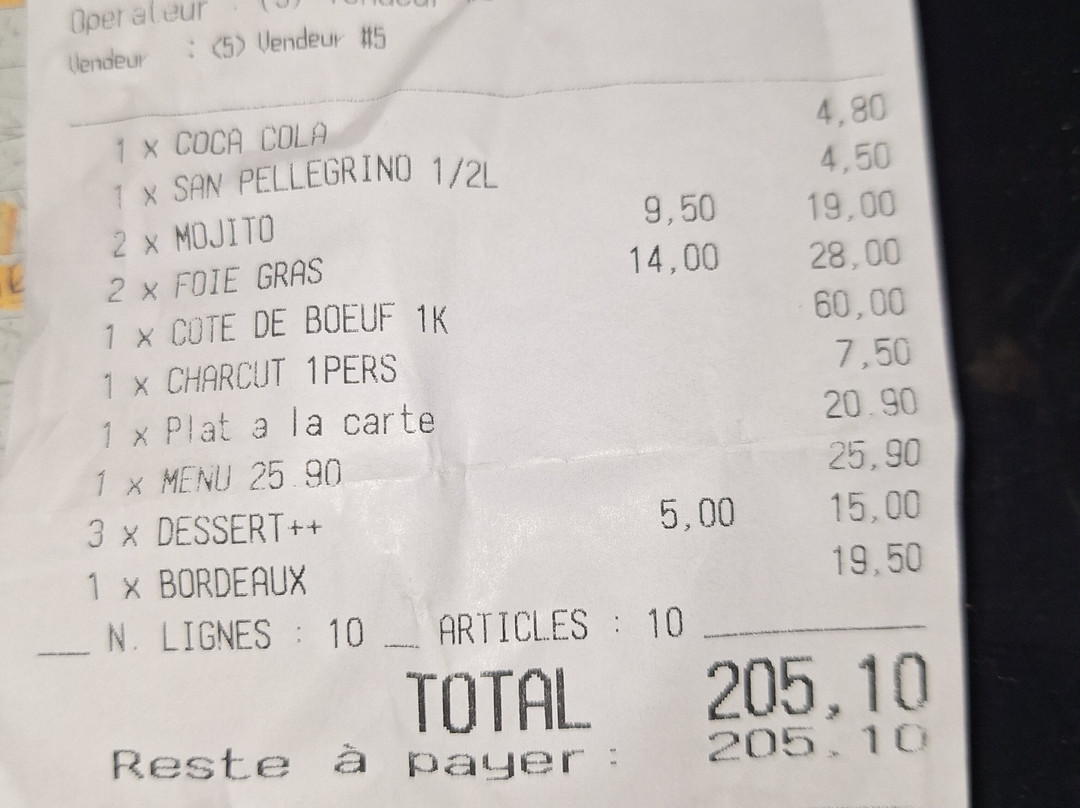 Operateur : (5) Vendeur
Vendeur : (5) Vendeur #5
1 x COCA COLA 4,80
1 x SAN PELLEGRINO 1/2L 4,50
2 x MOJITO 9,50 19,00
2 x FOIE GRAS 14,00 28,00
1 x COTE DE BOEUF 1K 60,00
1 x CHARCUT 1PERS 7,50
1 x Plat a la carte 20.90
1 x MENU 25.90 25,90
3 x DESSERT++ 5,00 15,00
1 x BORDEAUX 19,50
N. LIGNES : 10 ARTICLES : 10
TOTAL 205,10
Reste à payer : 205.10